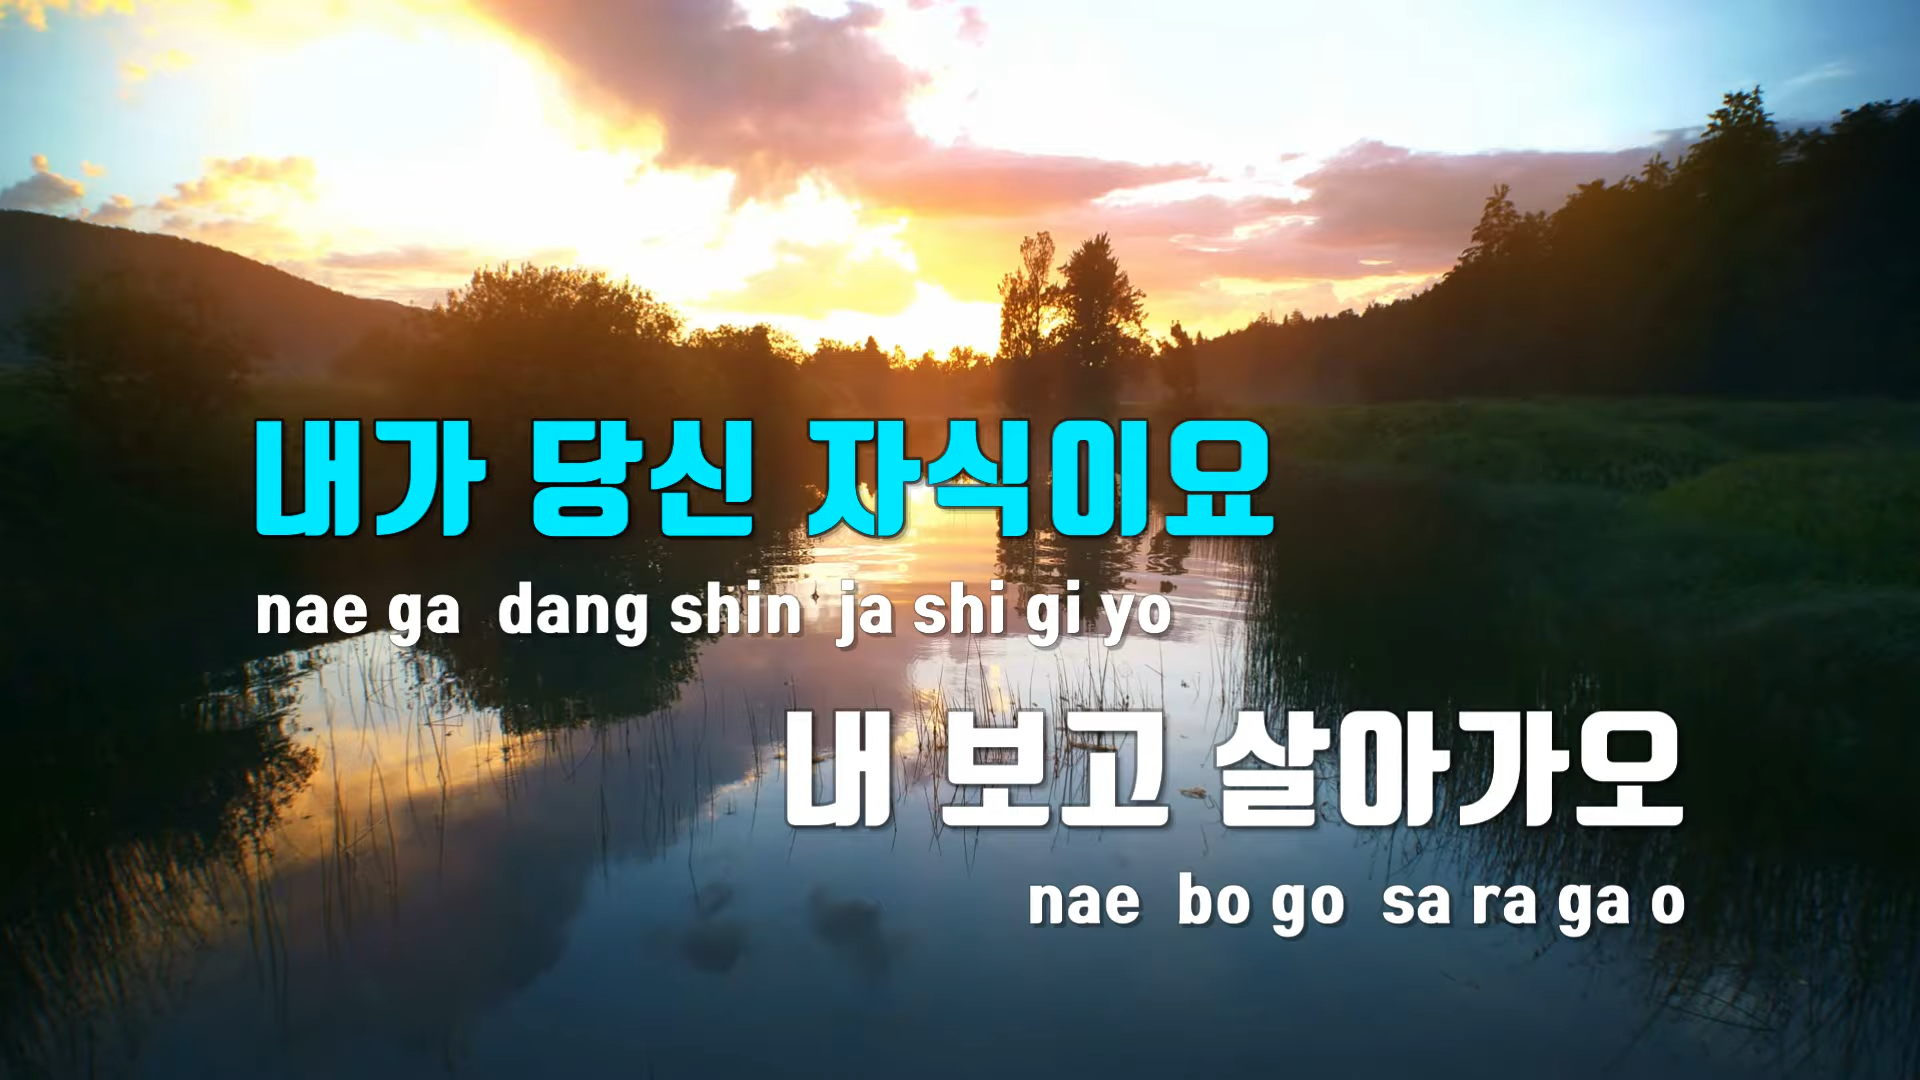 내가 당신 자식이요
nae ga dang shin ja shi gi yo
내 보고 살아가오
nae bo go sa ra ga o